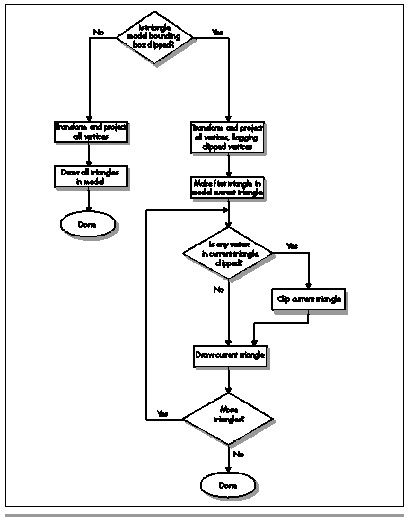 Is triangle
model bounding
box clipped?
No
Yes
Transform and project
all vertices
Transform and project
all vertices, flagging
clipped vertices
Draw all triangles
in model
Make first triangle in
model current triangle
Done
Is any vertex
in current triangle
clipped?
Yes
No
Clip current triangle
Draw current triangle
More
triangles?
Yes
No
Done